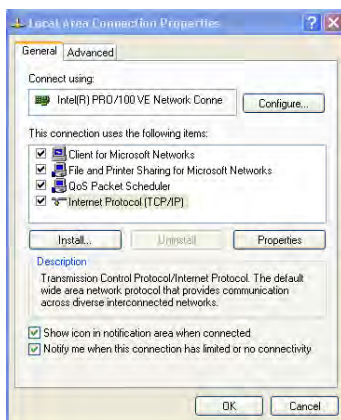 Local Area Connection Properties
General Advanced
Connect using:
Intel(R) PRO/100 VE Network Conne
Configure...
This connection uses the following items:
Client for Microsoft Networks
File and Printer Sharing for Microsoft Networks
QoS Packet Scheduler
Internet Protocol (TCP/IP)
Install... Uninstall Properties
Description
Transmission Control Protocol/Internet Protocol. The default
wide area network protocol that provides communication
across diverse interconnected networks.
Show icon in notification area when connected
Notify me when this connection has limited or no connectivity
OK Cancel